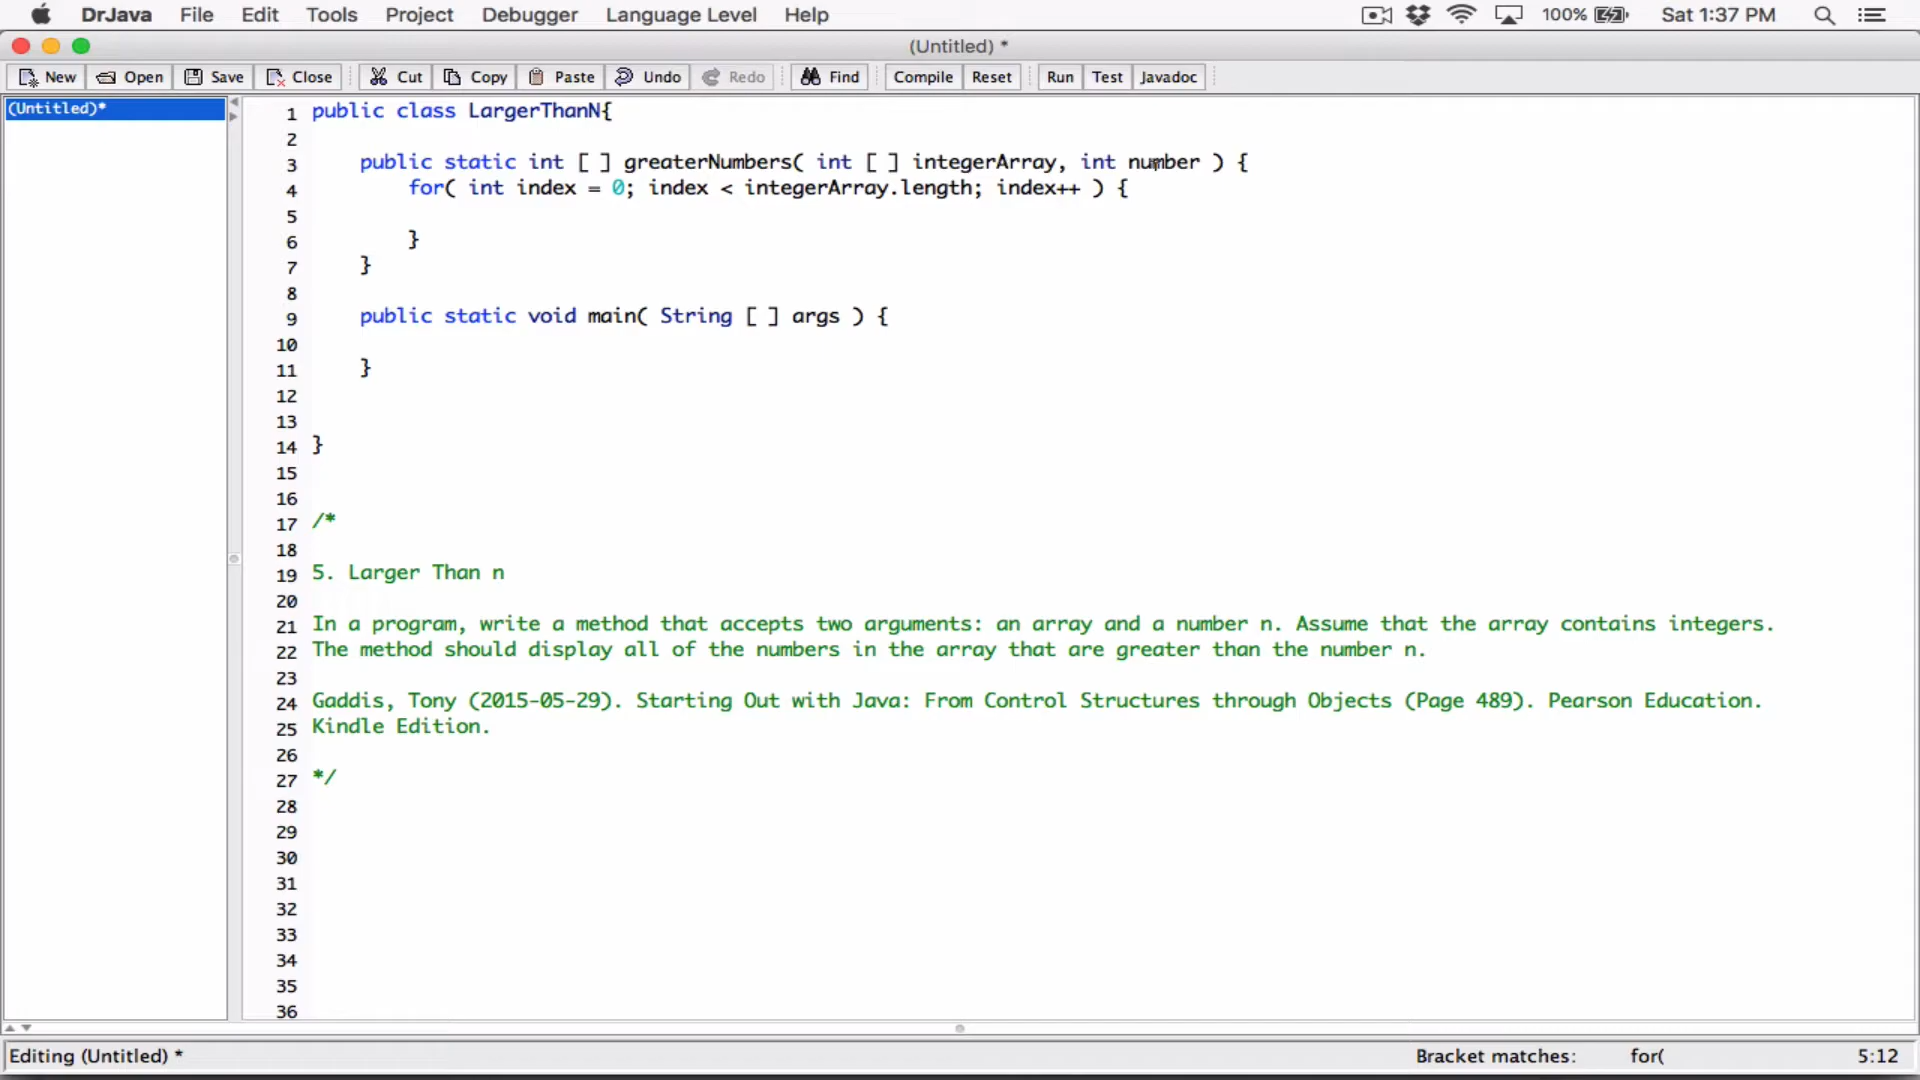 DrJava File Edit Tools Project Debugger Language Level Help 100% Sat 1:37 PM
(Untitled) *
New Open Save Close Cut Copy Paste Undo Redo Find Compile Reset Run Test Javadoc
(Untitled)*
1 public class LargerThanN{
2
3 public static int [ ] greaterNumbers( int [ ] integerArray, int number ) {
4 for( int index = 0; index < integerArray.length; index++ ) {
5
6 }
7 }
8
9 public static void main( String [ ] args ) {
10
11 }
12
13
14 }
15
16
17 /*
18
19 5. Larger Than n
20
21 In a program, write a method that accepts two arguments: an array and a number n. Assume that the array contains integers.
22 The method should display all of the numbers in the array that are greater than the number n.
23
24 Gaddis, Tony (2015-05-29). Starting Out with Java: From Control Structures through Objects (Page 489). Pearson Education.
25 Kindle Edition.
26
27 */
28
29
30
31
32
33
34
35
36
Editing (Untitled) * Bracket matches: for( 5:12